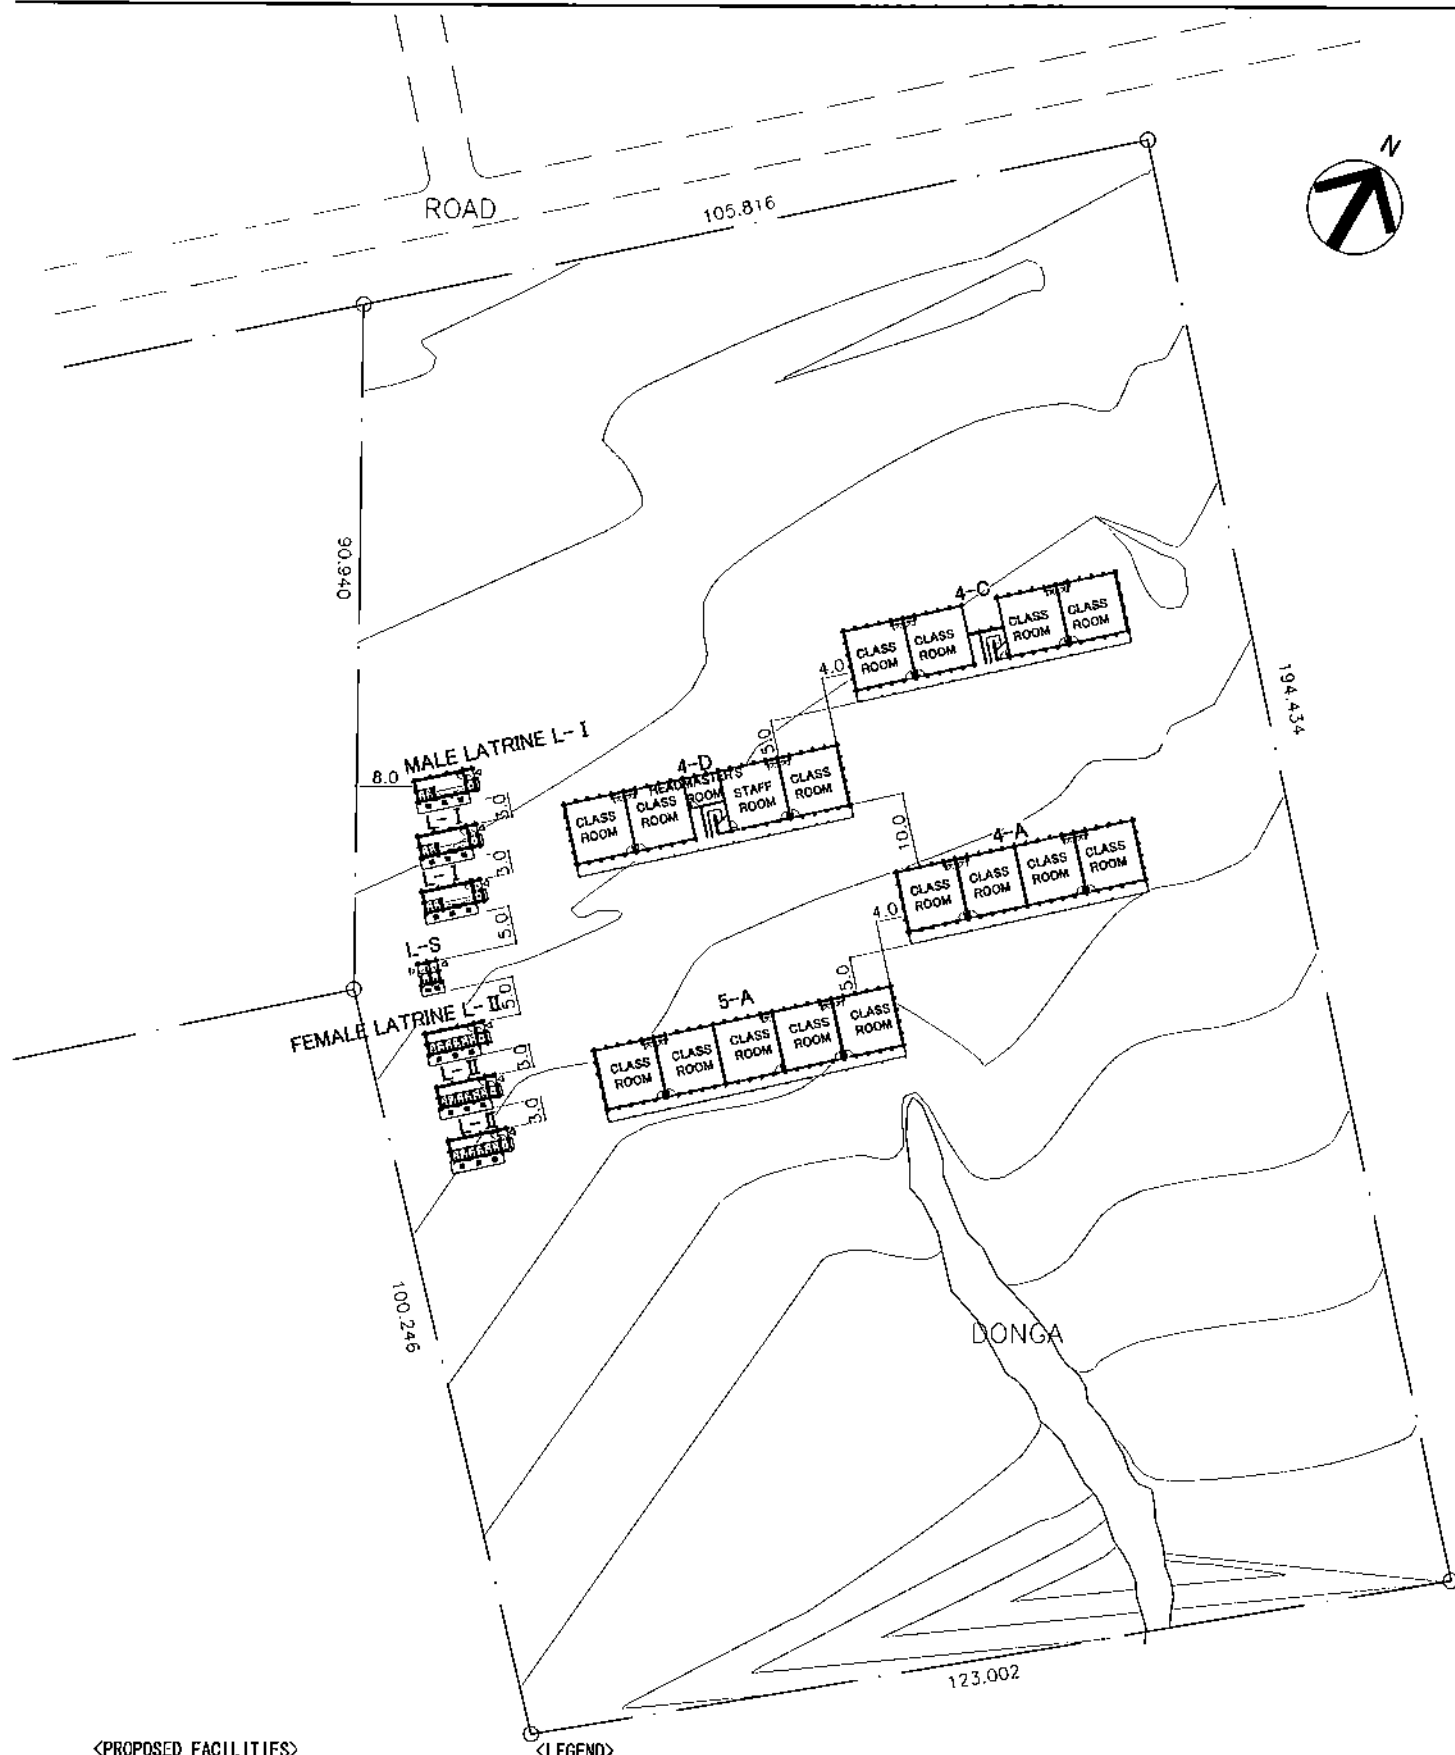 N
ROAD
105.816
90.940
194.434
4-C
CLASS
ROOM
CLASS
ROOM
CLASS
ROOM
CLASS
ROOM
4.0
5.0
MALE LATRINE L-I
8.0
4-D
HEADMASTERS
ROOM
CLASS
ROOM
CLASS
ROOM
STAFF
ROOM
CLASS
ROOM
L-I
3.0
L-I
3.0
10.0
4-A
CLASS
ROOM
CLASS
ROOM
CLASS
ROOM
CLASS
ROOM
4.0
5.0
5.0
L-S
5.0
FEMALE LATRINE L-II
5-A
CLASS
ROOM
CLASS
ROOM
CLASS
ROOM
CLASS
ROOM
CLASS
ROOM
L-II
3.0
L-II
3.0
100.246
DONGA
123.002
<PROPOSED FACILITIES>
<LEGEND>